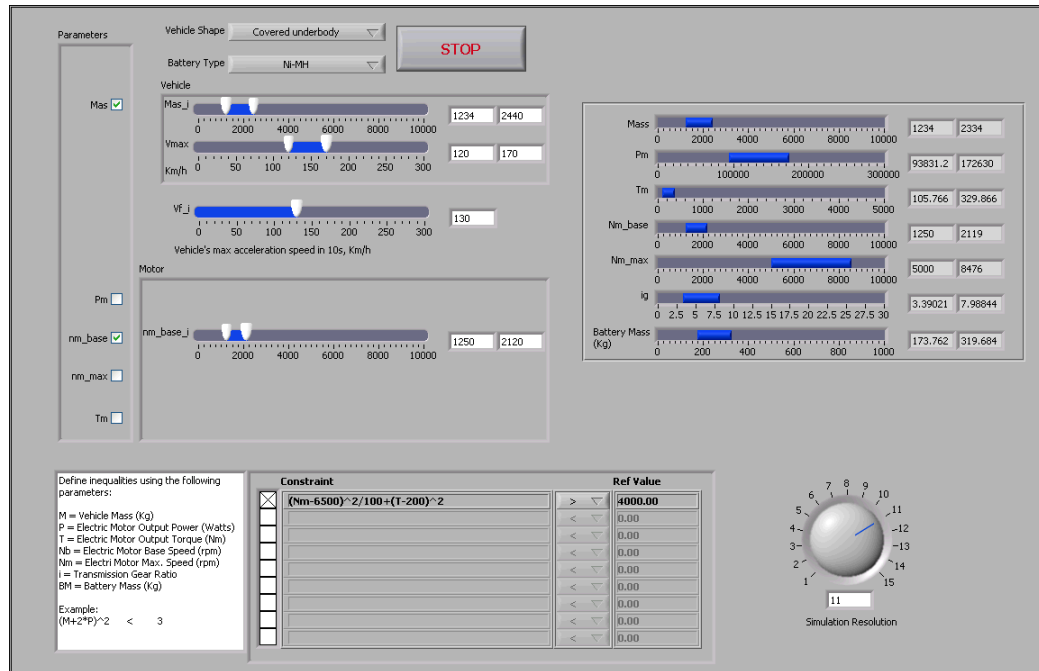 Parameters
Vehicle Shape Covered underbody
STOP
Battery Type Ni-MH
Vehicle
Mas
Mas_i 1234 2440
0 2000 4000 6000 8000 10000
Vmax 120 170
Km/h 0 50 100 150 200 250 300
Vf_i 130
0 50 100 150 200 250 300
Vehicle's max acceleration speed in 10s, Km/h
Motor
Pm
nm_base
nm_base_i 1250 2120
0 2000 4000 6000 8000 10000
nm_max
Tm
Mass 1234 2334
0 2000 4000 6000 8000 10000
Pm 93831.2 172630
0 100000 200000 300000
Tm 105.766 329.866
0 1000 2000 3000 4000 5000
Nm_base 1250 2119
0 2000 4000 6000 8000 10000
Nm_max 5000 8476
0 2000 4000 6000 8000 10000
ig 3.39021 7.98844
0 2.5 5 7.5 10 12.5 15 17.5 20 22.5 25 27.5 30
Battery Mass
(Kg) 173.762 319.684
0 200 400 600 800 1000
Define inequalities using the following
parameters:
M = Vehicle Mass (Kg)
P = Electric Motor Output Power (Watts)
T = Electric Motor Output Torque (Nm)
Nb = Electric Motor Base Speed (rpm)
Nm = Electri Motor Max. Speed (rpm)
i = Transmission Gear Ratio
BM = Battery Mass (Kg)
Example:
(M+2*P)^2 < 3
Constraint Ref Value
(Nm-6500)^2/100+(T-200)^2 > 4000.00
< 0.00
< 0.00
< 0.00
< 0.00
< 0.00
< 0.00
< 0.00
< 0.00
1 2 3 4 5 6 7 8 9 10 11 12 13 14 15
11
Simulation Resolution